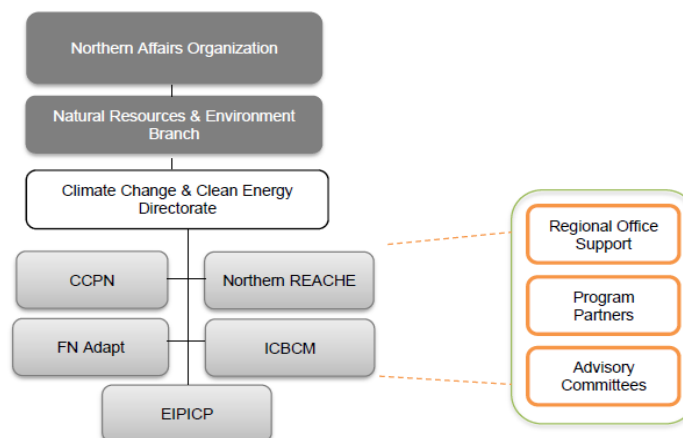 Northern Affairs Organization
Natural Resources & Environment
Branch
Climate Change & Clean Energy
Directorate
CCPN
Northern REACHE
FN Adapt
ICBCM
EIPICP
Regional Office
Support
Program
Partners
Advisory
Committees